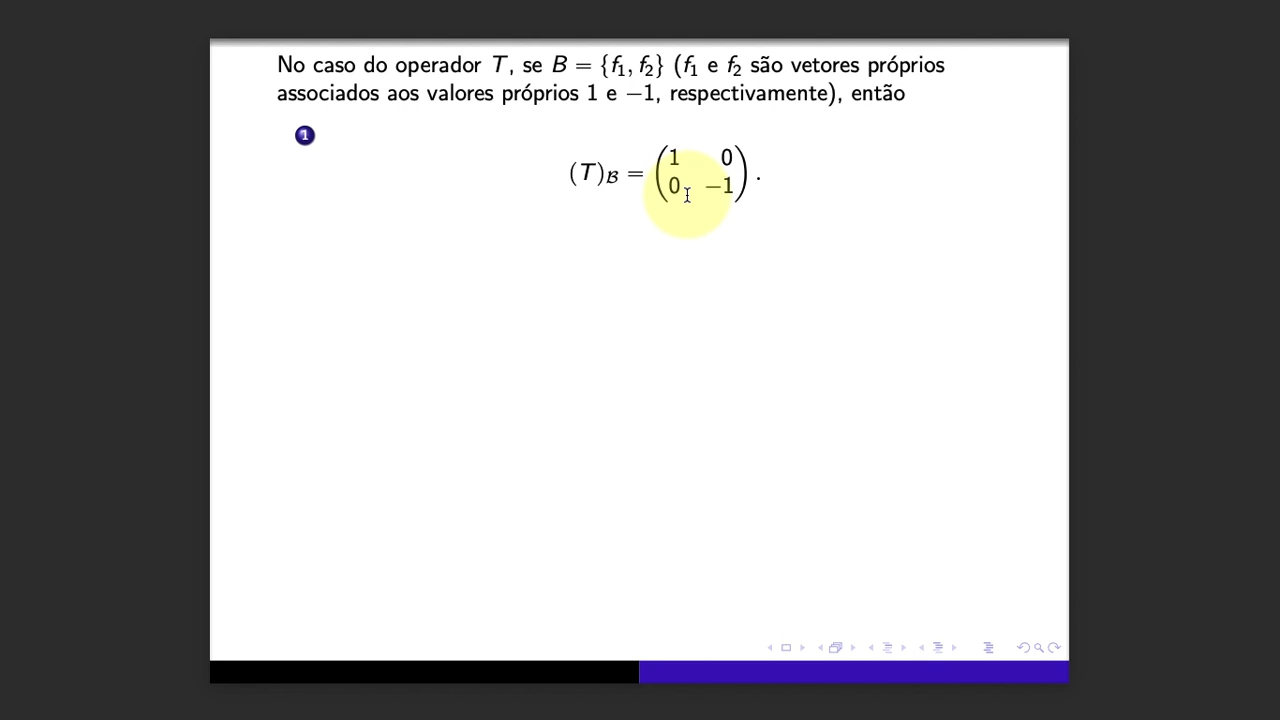 No caso do operador T, se B = {f₁, f₂} (f₁ e f₂ são vetores próprios
associados aos valores próprios 1 e −1, respectivamente), então
1
(T)ℬ = (1 0
0 −1).